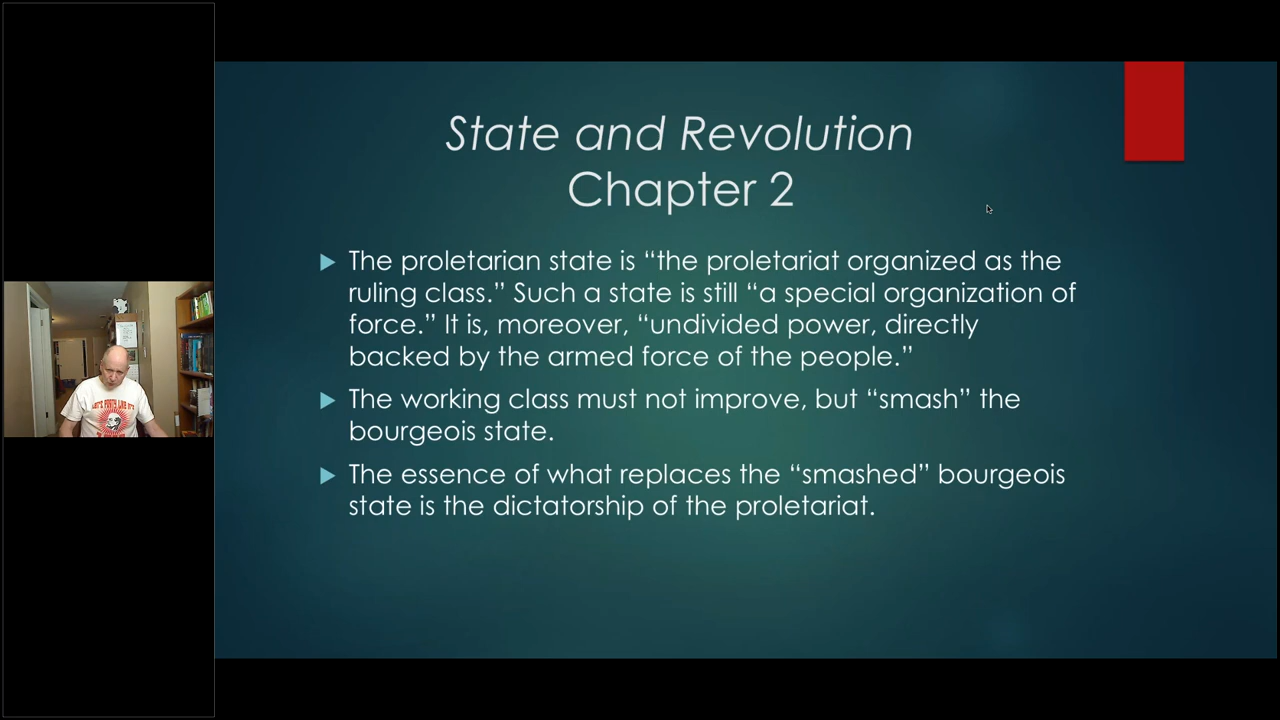 State and Revolution
Chapter 2
The proletarian state is “the proletariat organized as the
ruling class.” Such a state is still “a special organization of
force.” It is, moreover, “undivided power, directly
backed by the armed force of the people.”
The working class must not improve, but “smash” the
bourgeois state.
The essence of what replaces the “smashed” bourgeois
state is the dictatorship of the proletariat.